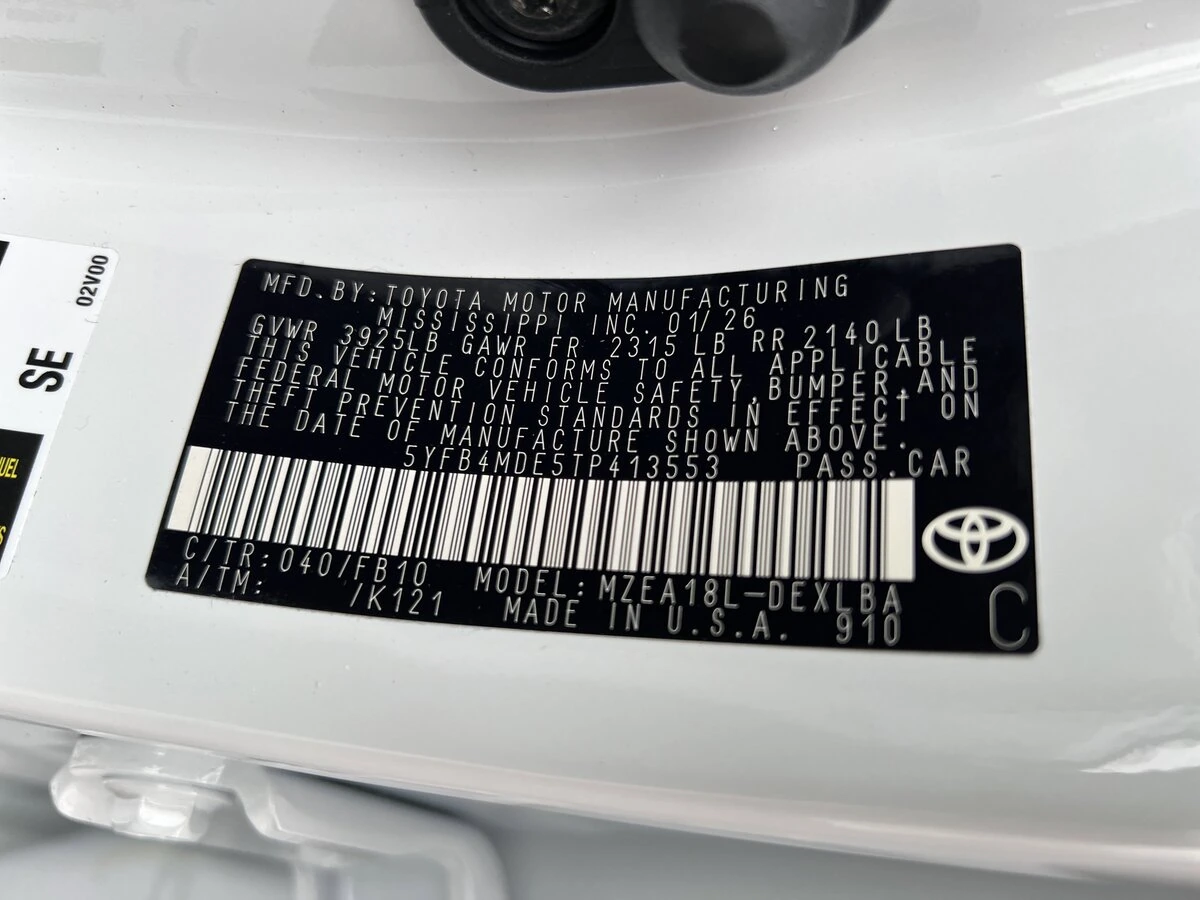 02V00
SE
NUEL
MFD.BY:TOYOTA MOTOR MANUFACTURING
MISSISSIPPI INC. 01/26
GVWR 3925LB GAWR FR 2315 LB RR 2140 LB
THIS VEHICLE CONFORMS TO ALL APPLICABLE
FEDERAL MOTOR VEHICLE SAFETY,BUMPER,AND
THEFT PREVENTION STANDARDS IN EFFECT ON
THE DATE OF MANUFACTURE SHOWN ABOVE.
5YFB4MDE5TP413553 PASS.CAR
C/TR:040/FB10 MODEL:MZEA18L-DEXLBA
A/TM: /K121 MADE IN U.S.A. 910
C